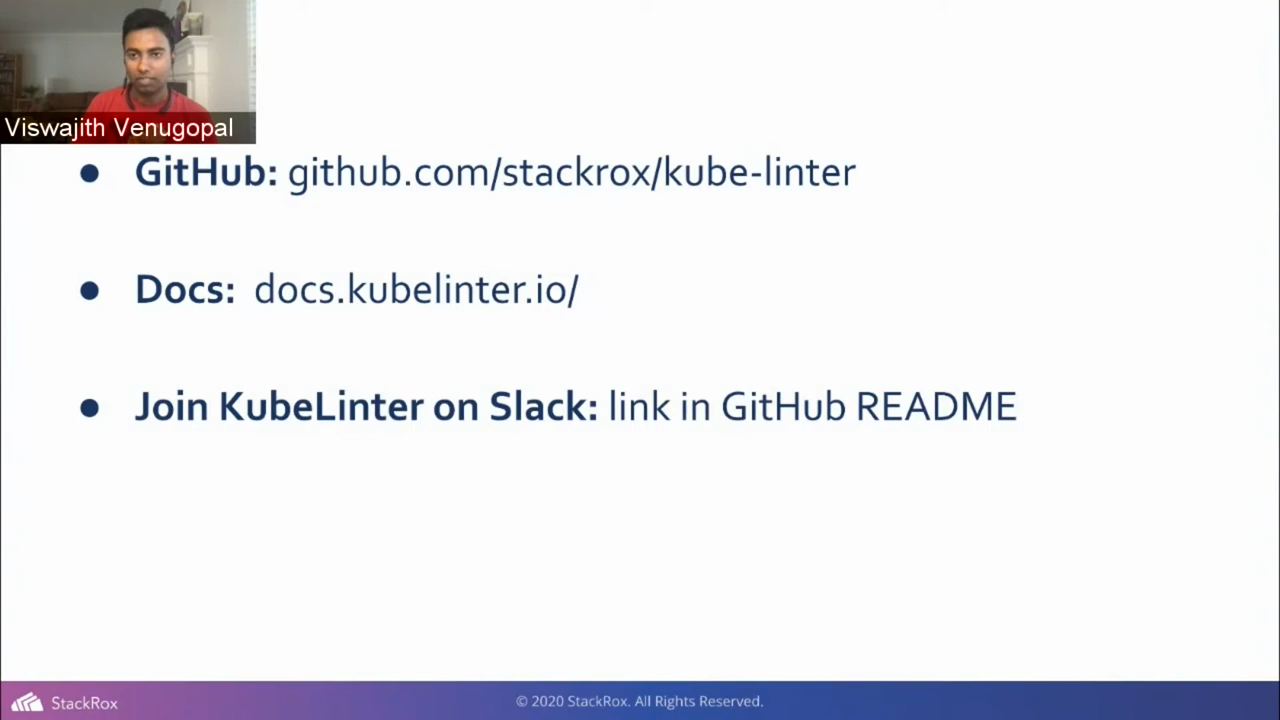 Viswajith Venugopal
● GitHub: github.com/stackrox/kube-linter
● Docs: docs.kubelinter.io/
● Join KubeLinter on Slack: link in GitHub README
StackRox
© 2020 StackRox. All Rights Reserved.